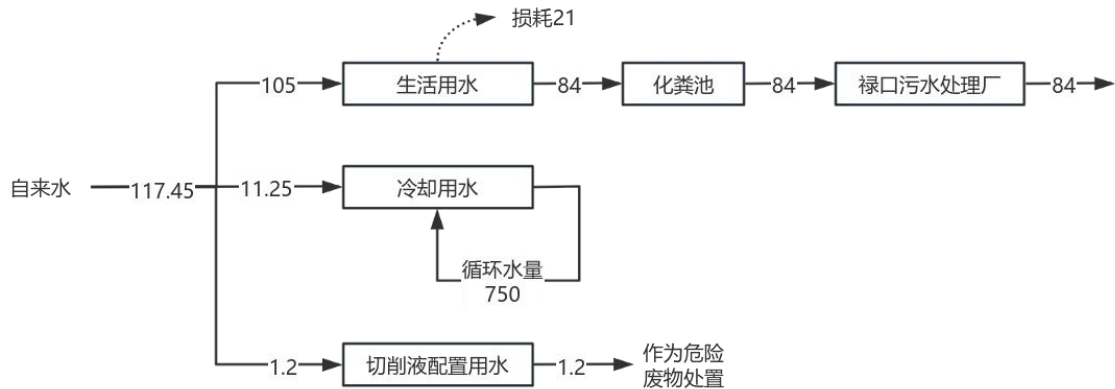 损耗21
105
生活用水
84
化粪池
84
禄口污水处理厂
84
自来水
117.45
11.25
冷却用水
循环水量
750
1.2
切削液配置用水
1.2
作为危险
废物处置